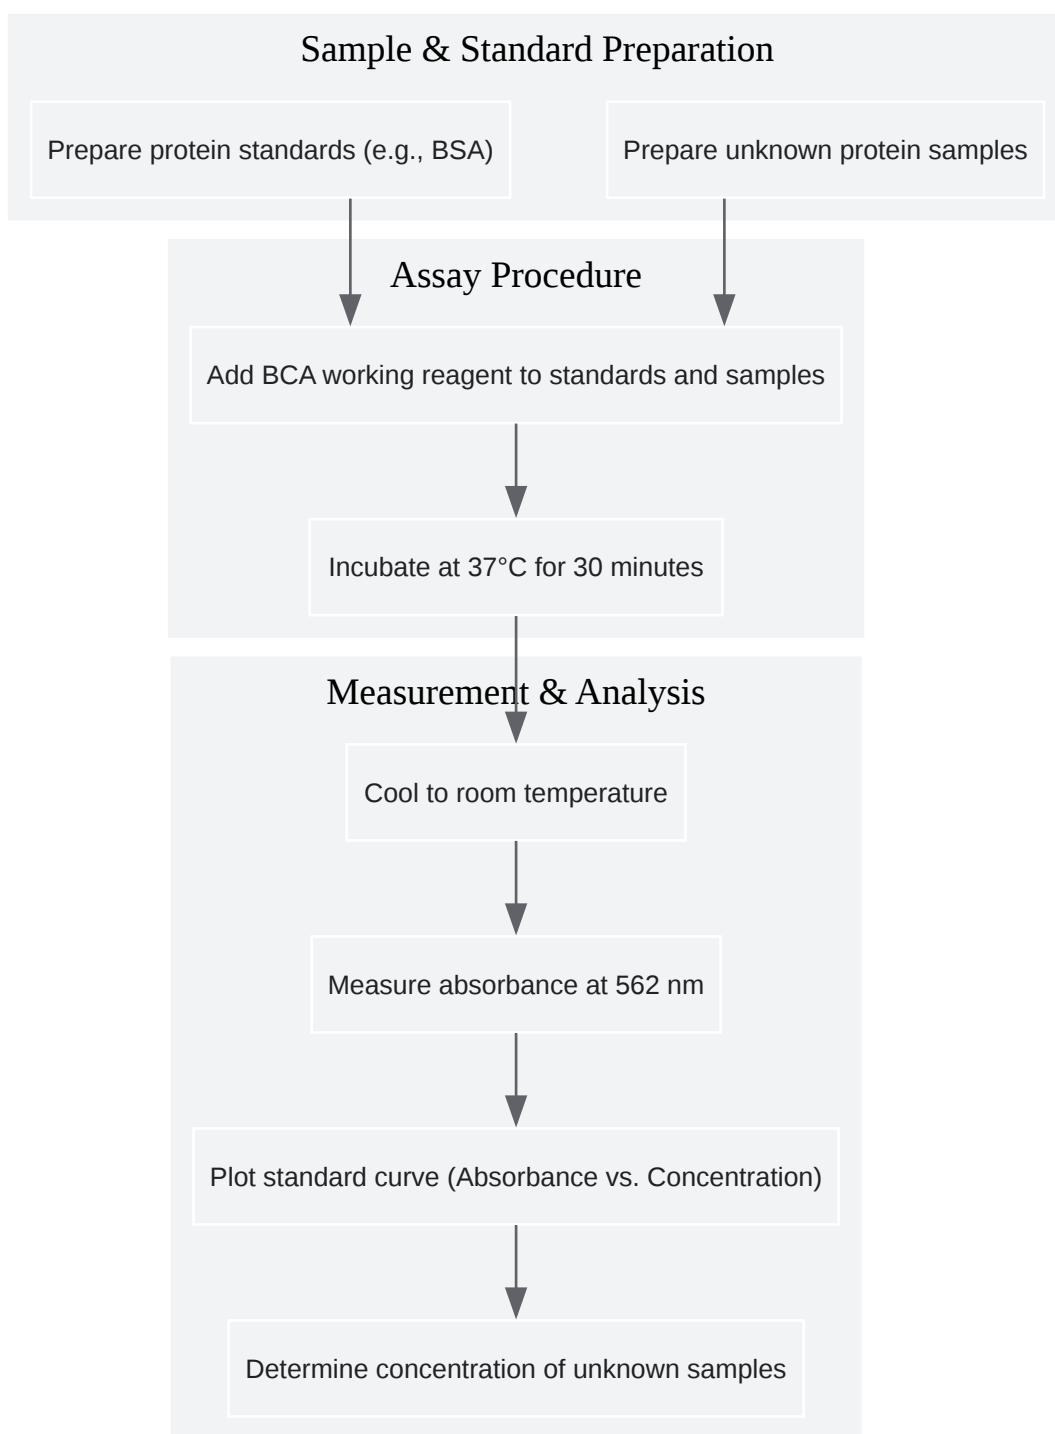 Sample & Standard Preparation
Prepare protein standards (e.g., BSA)
Prepare unknown protein samples
Assay Procedure
Add BCA working reagent to standards and samples
Incubate at 37°C for 30 minutes
Measurement & Analysis
Cool to room temperature
Measure absorbance at 562 nm
Plot standard curve (Absorbance vs. Concentration)
Determine concentration of unknown samples